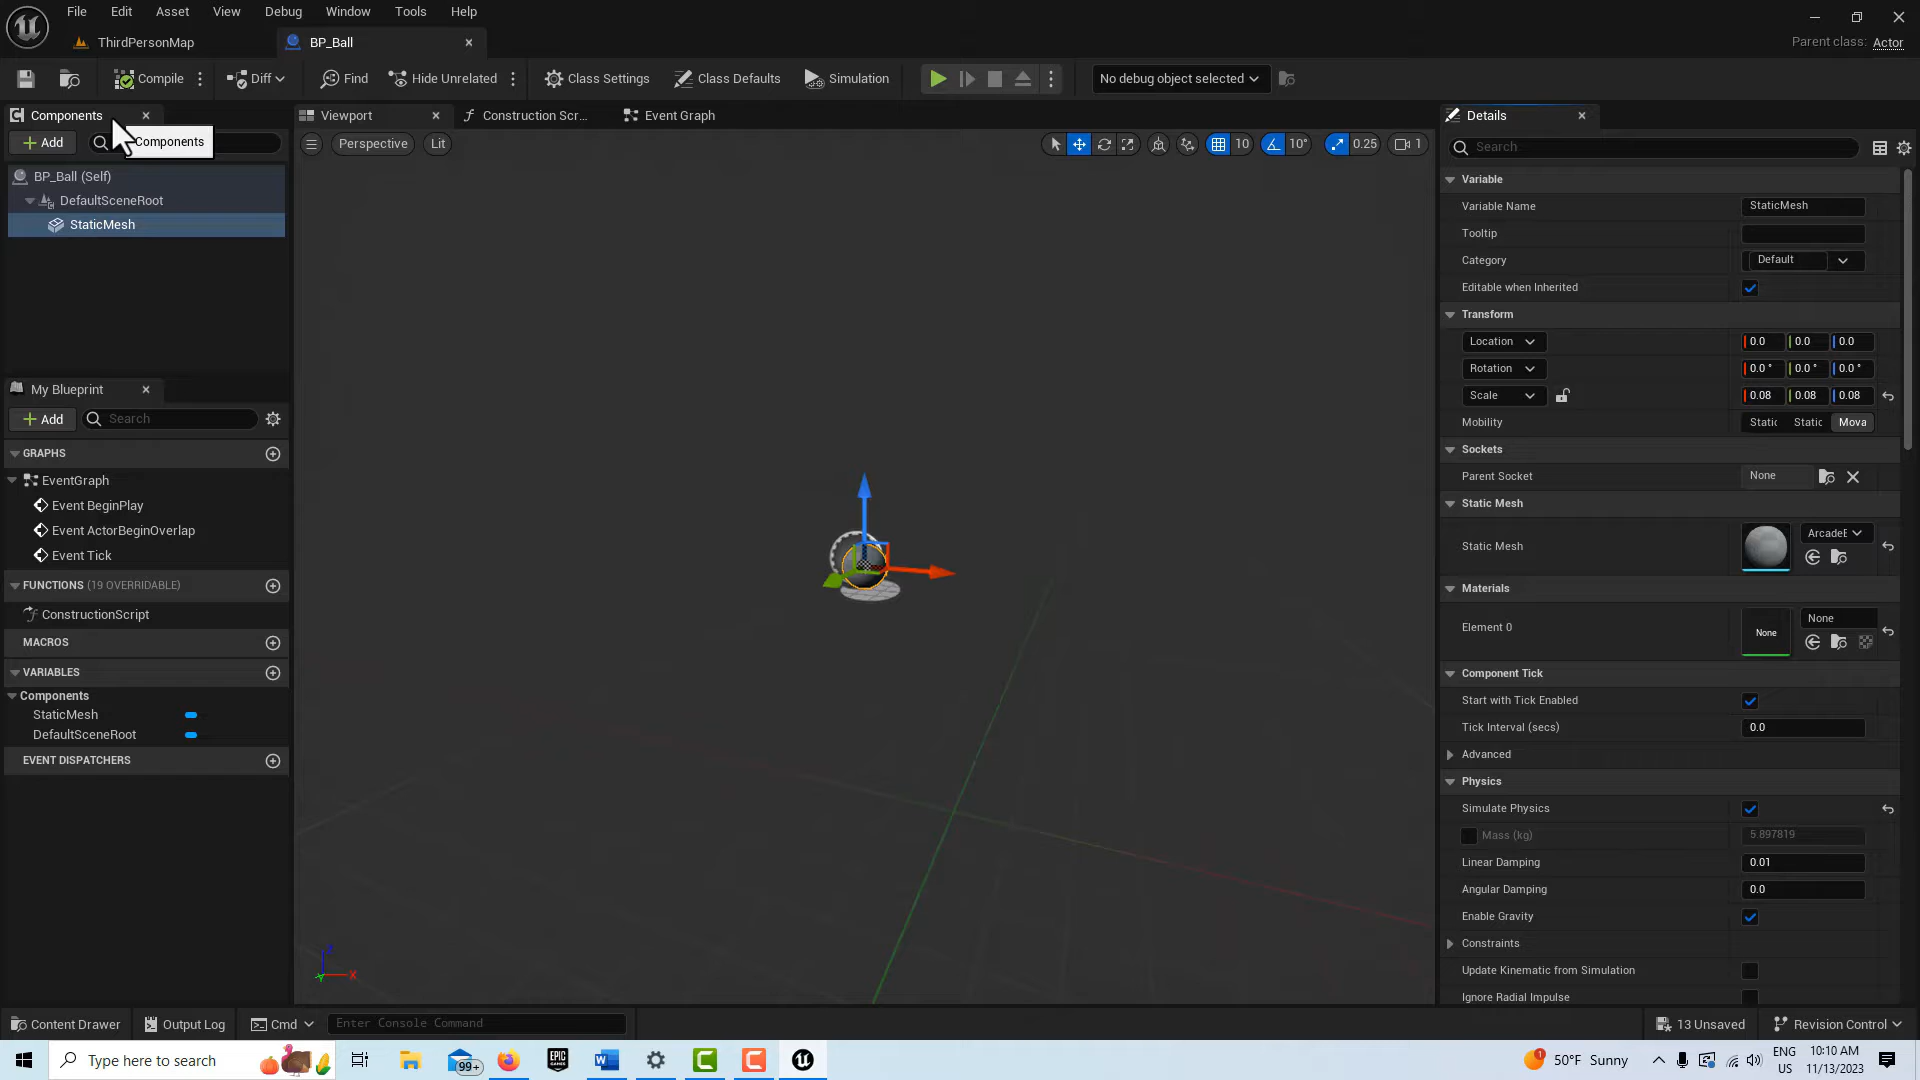 File Edit Asset View Debug Window Tools Help
ThirdPersonMap BP_Ball
Parent class: Actor
Compile Diff Find Hide Unrelated Class Settings Class Defaults Simulation No debug object selected
Components
Add Components
BP_Ball (Self)
DefaultSceneRoot
StaticMesh
My Blueprint
Add Search
GRAPHS
EventGraph
Event BeginPlay
Event ActorBeginOverlap
Event Tick
FUNCTIONS (19 OVERRIDABLE)
ConstructionScript
MACROS
VARIABLES
Components
StaticMesh
DefaultSceneRoot
EVENT DISPATCHERS
Viewport Construction Scr... Event Graph
Perspective Lit 10 10° 0.25 1
Z
X
Details
Search
Variable
Variable Name StaticMesh
Tooltip
Category Default
Editable when Inherited
Transform
Location 0.0 0.0 0.0
Rotation 0.0 ° 0.0 ° 0.0 °
Scale 0.08 0.08 0.08
Mobility Static Static Mova
Sockets
Parent Socket None
Static Mesh
Static Mesh ArcadeE
Materials
Element 0 None None
Component Tick
Start with Tick Enabled
Tick Interval (secs) 0.0
Advanced
Physics
Simulate Physics
Mass (kg) 5.897819
Linear Damping 0.01
Angular Damping 0.0
Enable Gravity
Constraints
Update Kinematic from Simulation
Ignore Radial Impulse
Content Drawer Output Log Cmd Enter Console Command 13 Unsaved Revision Control
Type here to search 99+ EPIC GAMES 1 50°F Sunny ENG US 10:10 AM 11/13/2023